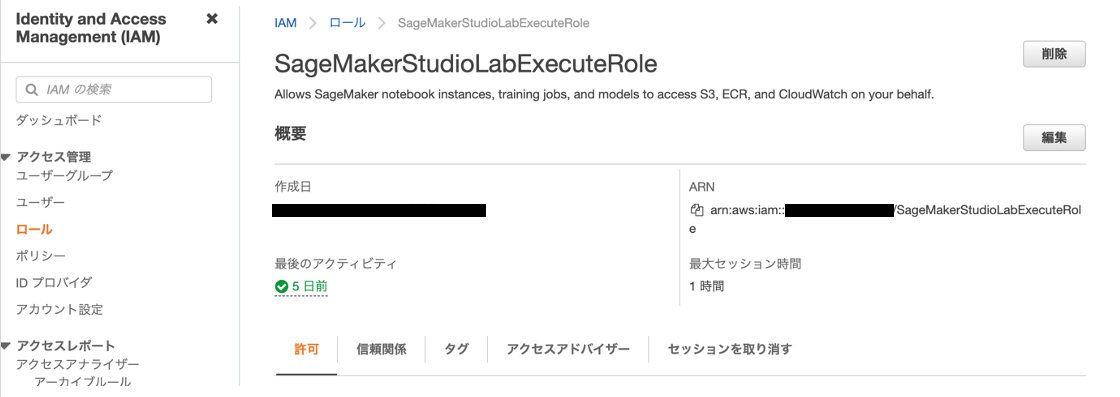 Identity and Access
Management (IAM)
IAM の検索
ダッシュボード
アクセス管理
ユーザーグループ
ユーザー
ロール
ポリシー
ID プロバイダ
アカウント設定
アクセスレポート
アクセスアナライザー
アーカイブルール
IAM > ロール > SageMakerStudioLabExecuteRole
SageMakerStudioLabExecuteRole
削除
Allows SageMaker notebook instances, training jobs, and models to access S3, ECR, and CloudWatch on your behalf.
概要
編集
作成日
ARN
arn:aws:iam:: /SageMakerStudioLabExecuteRol
e
最後のアクティビティ
5 日前
最大セッション時間
1 時間
許可 信頼関係 タグ アクセスアドバイザー セッションを取り消す